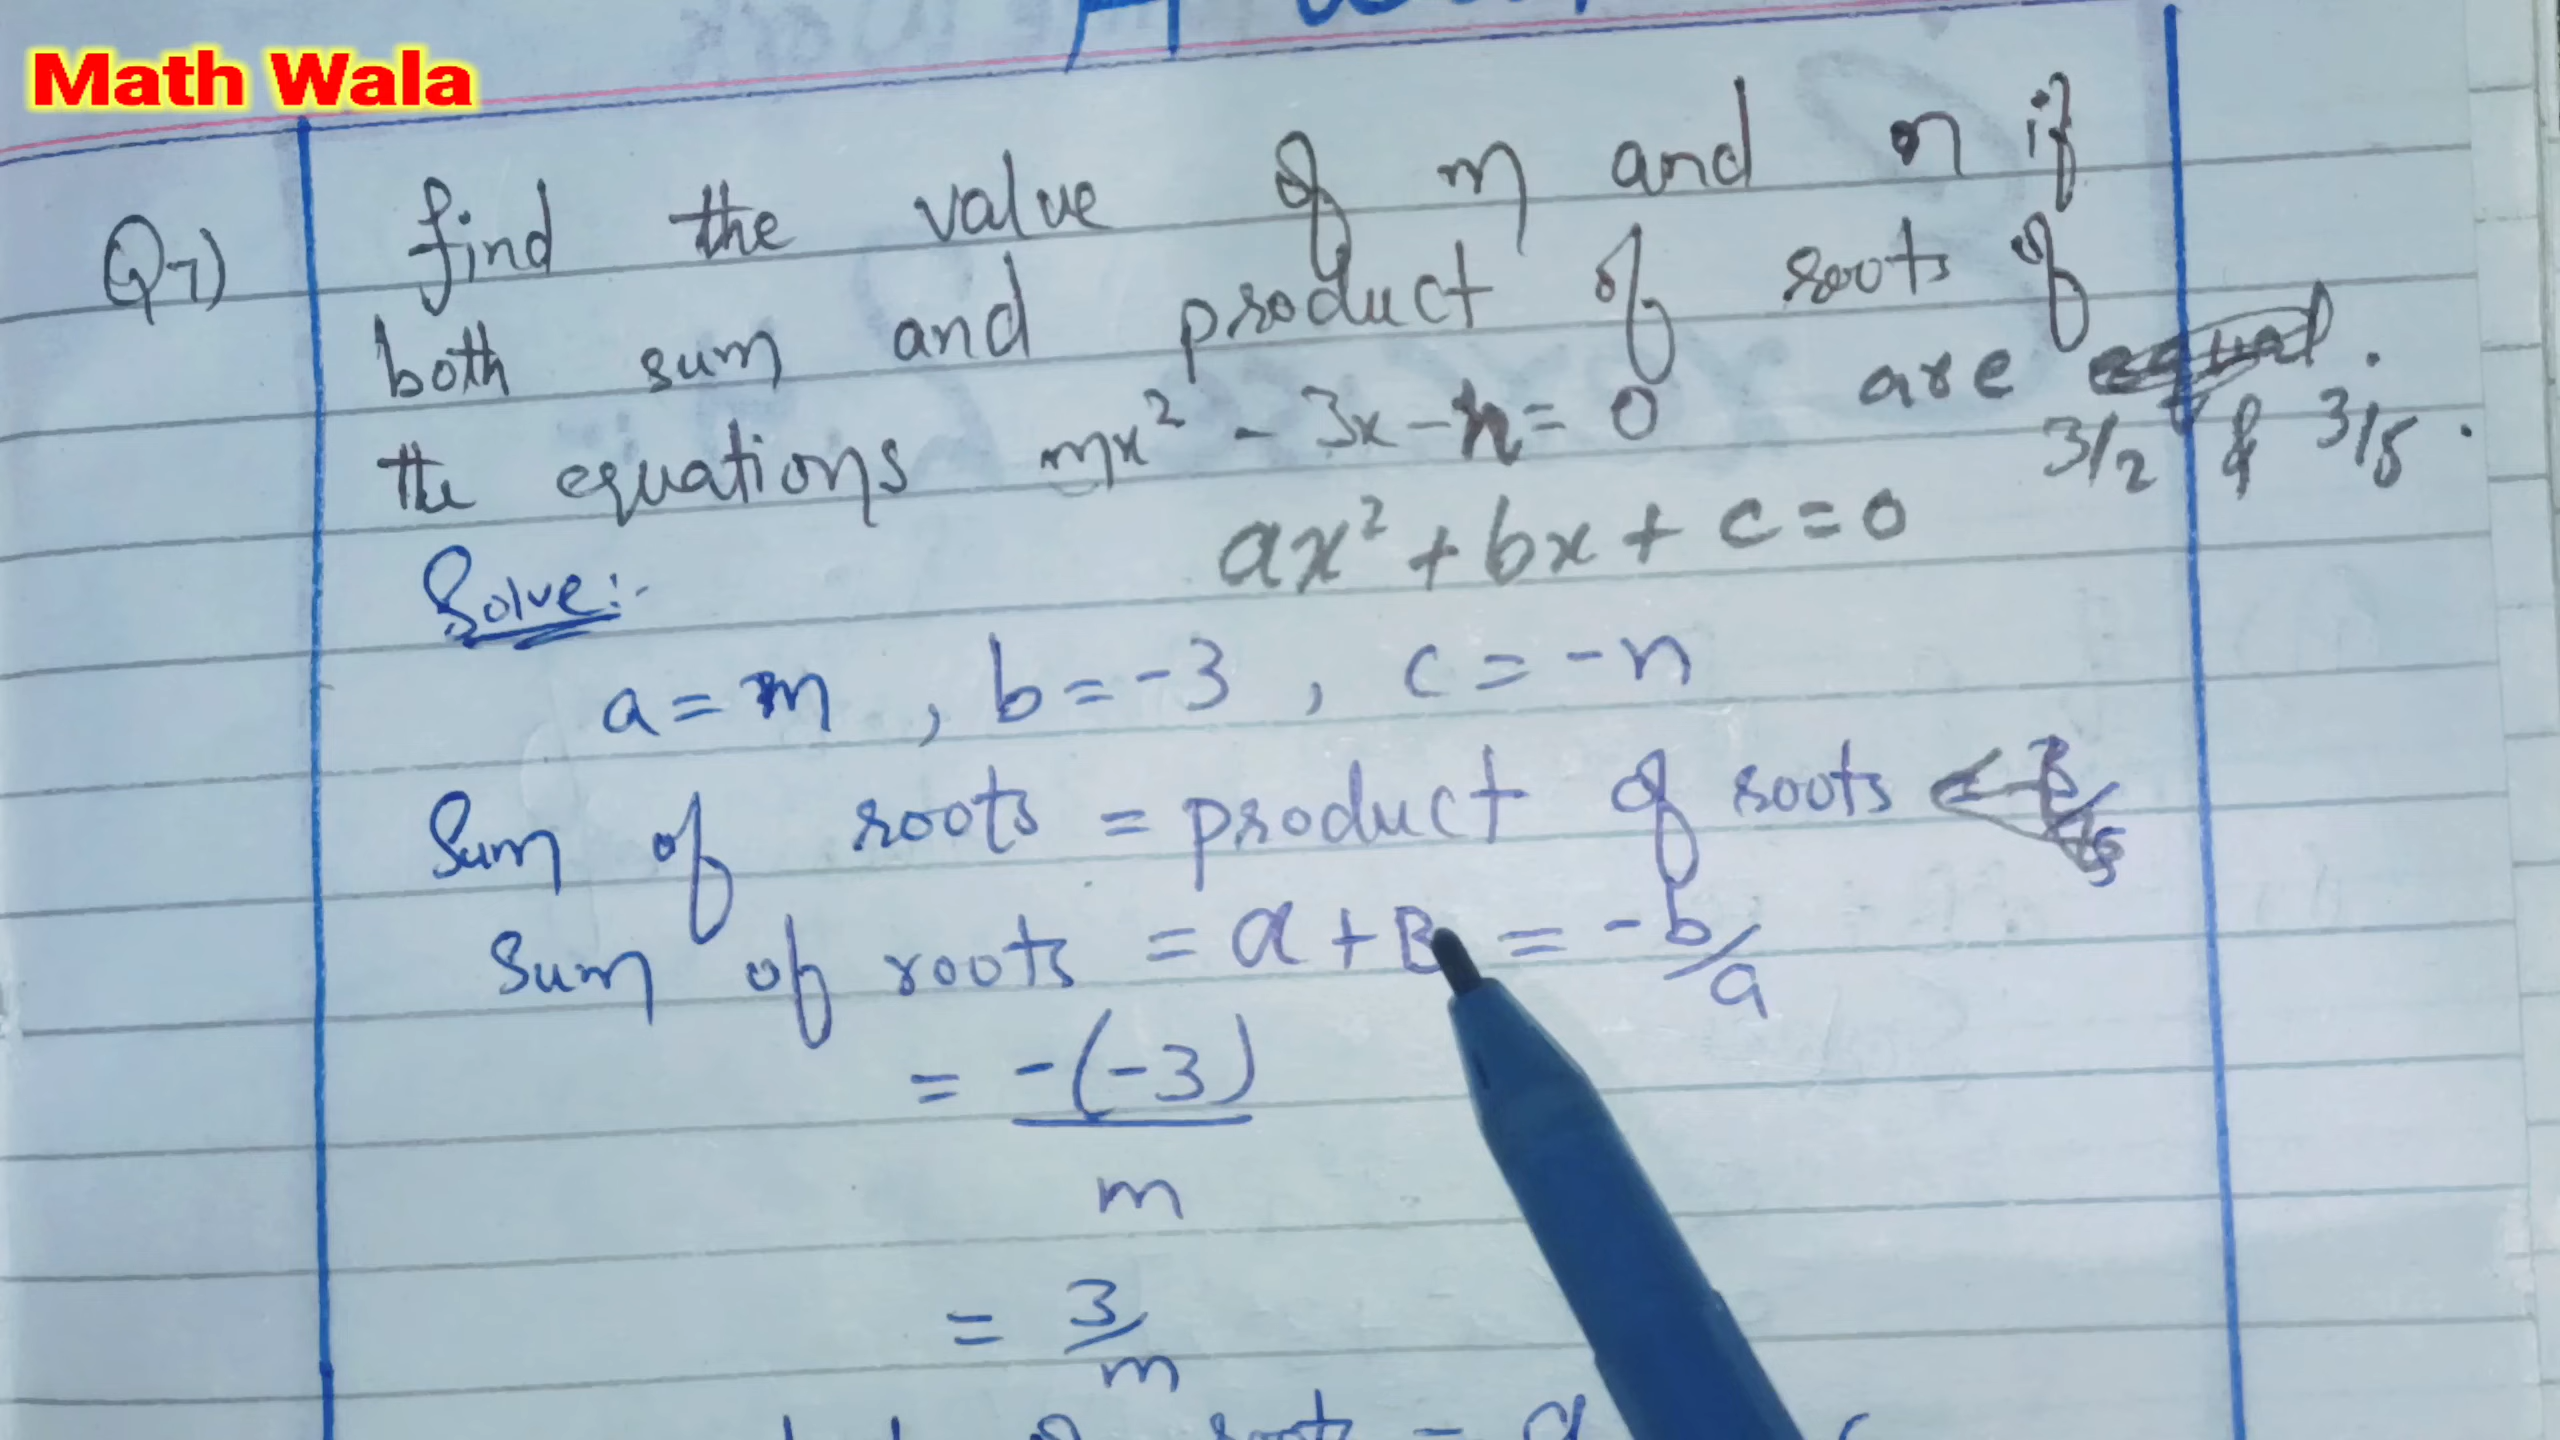 Math Wala
Q7) find the value of m and n if
both sum and product of roots of
the equations mx² - 3x - n = 0 are
3/2 & 3/5.
ax² + bx + c = 0
Solve:-
a = m , b = -3 , c = -n
Sum of roots = product of roots
Sum of roots = α + B = -b/a
= -(-3)
m
= 3/m